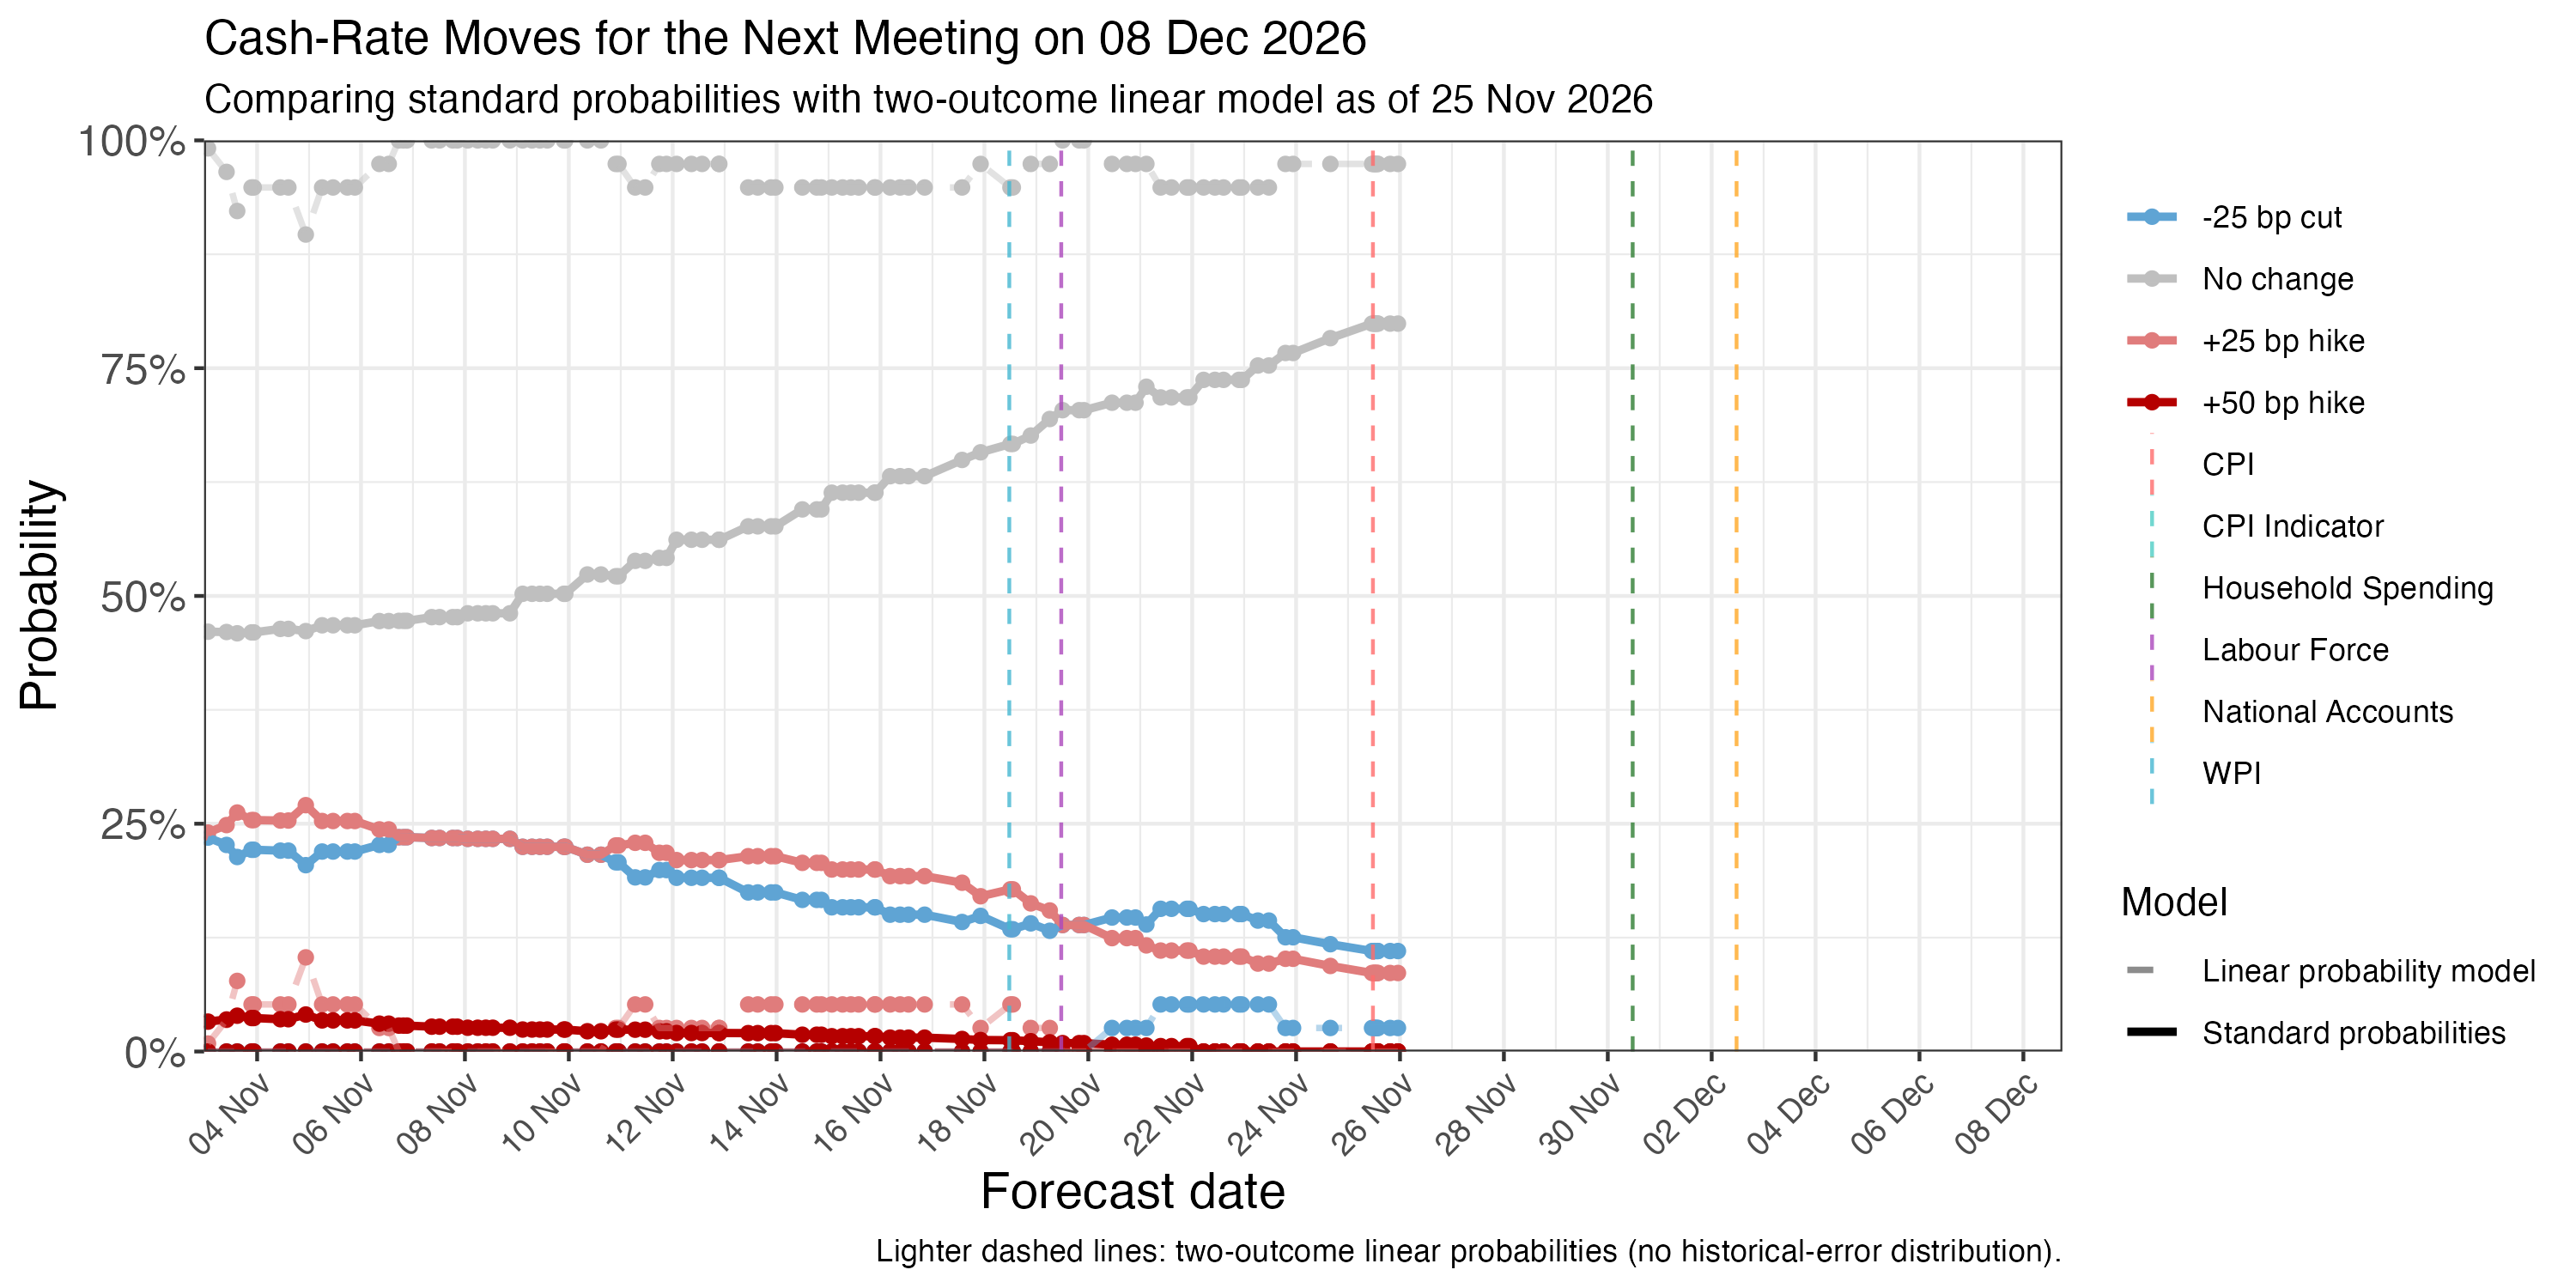 Cash-Rate Moves for the Next Meeting on 08 Dec 2026
Comparing standard probabilities with two-outcome linear model as of 25 Nov 2026
Probability
100%
75%
50%
25%
0%
04 Nov
06 Nov
08 Nov
10 Nov
12 Nov
14 Nov
16 Nov
18 Nov
20 Nov
22 Nov
24 Nov
26 Nov
28 Nov
30 Nov
02 Dec
04 Dec
06 Dec
08 Dec
Forecast date
-25 bp cut
No change
+25 bp hike
+50 bp hike
CPI
CPI Indicator
Household Spending
Labour Force
National Accounts
WPI
Model
Linear probability model
Standard probabilities
Lighter dashed lines: two-outcome linear probabilities (no historical-error distribution).